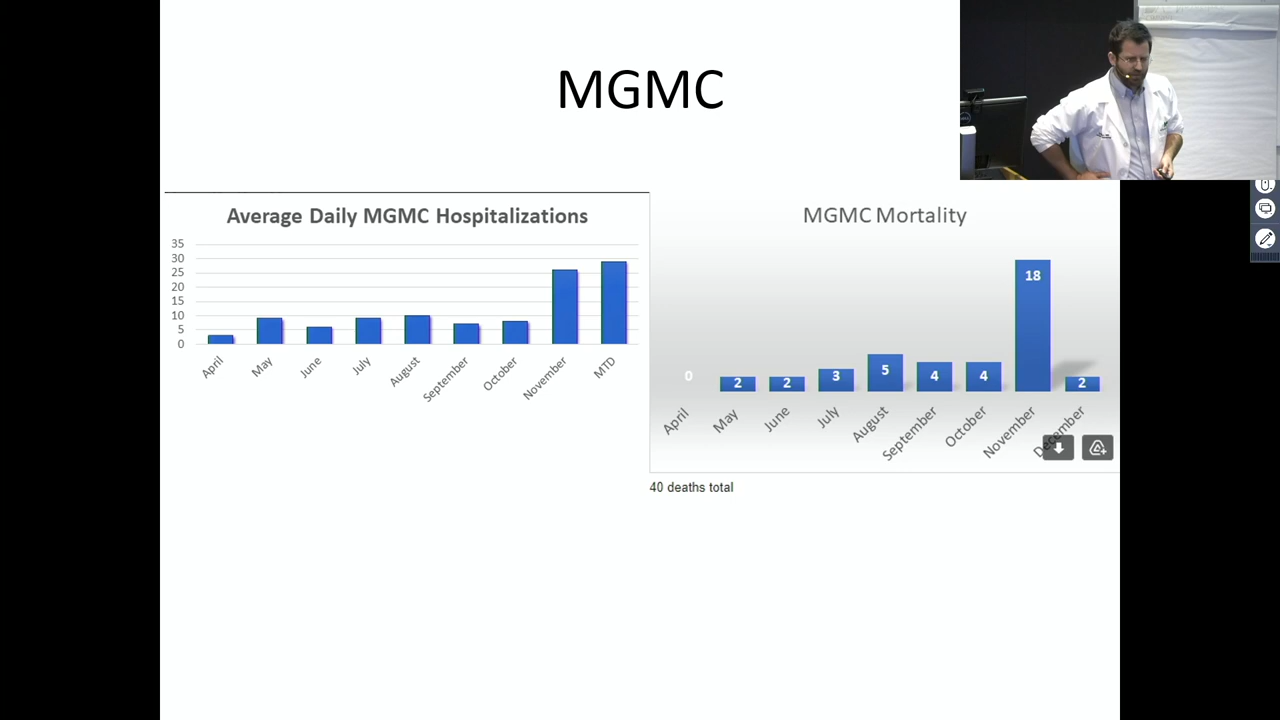 MGMC
Average Daily MGMC Hospitalizations
35
30
25
20
15
10
5
0
April
May
June
July
August
September
October
November
MTD
MGMC Mortality
0
2
2
3
5
4
4
18
2
April
May
June
July
August
September
October
November
December
40 deaths total